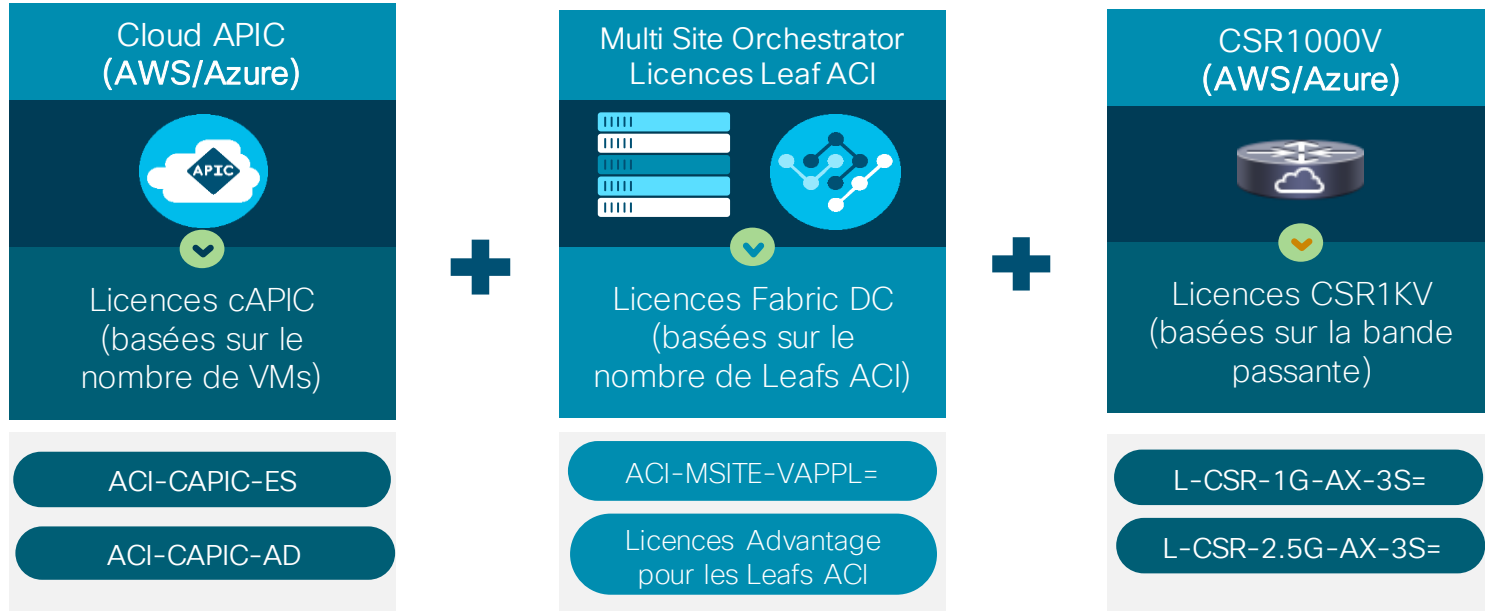 Cloud APIC
(AWS/Azure)
APIC
Licences cAPIC
(basées sur le
nombre de VMs)
ACI-CAPIC-ES
ACI-CAPIC-AD
Multi Site Orchestrator
Licences Leaf ACI
Licences Fabric DC
(basées sur le
nombre de Leafs ACI)
ACI-MSITE-VAPPL=
Licences Advantage
pour les Leafs ACI
CSR1000V
(AWS/Azure)
Licences CSR1KV
(basées sur la bande
passante)
L-CSR-1G-AX-3S=
L-CSR-2.5G-AX-3S=